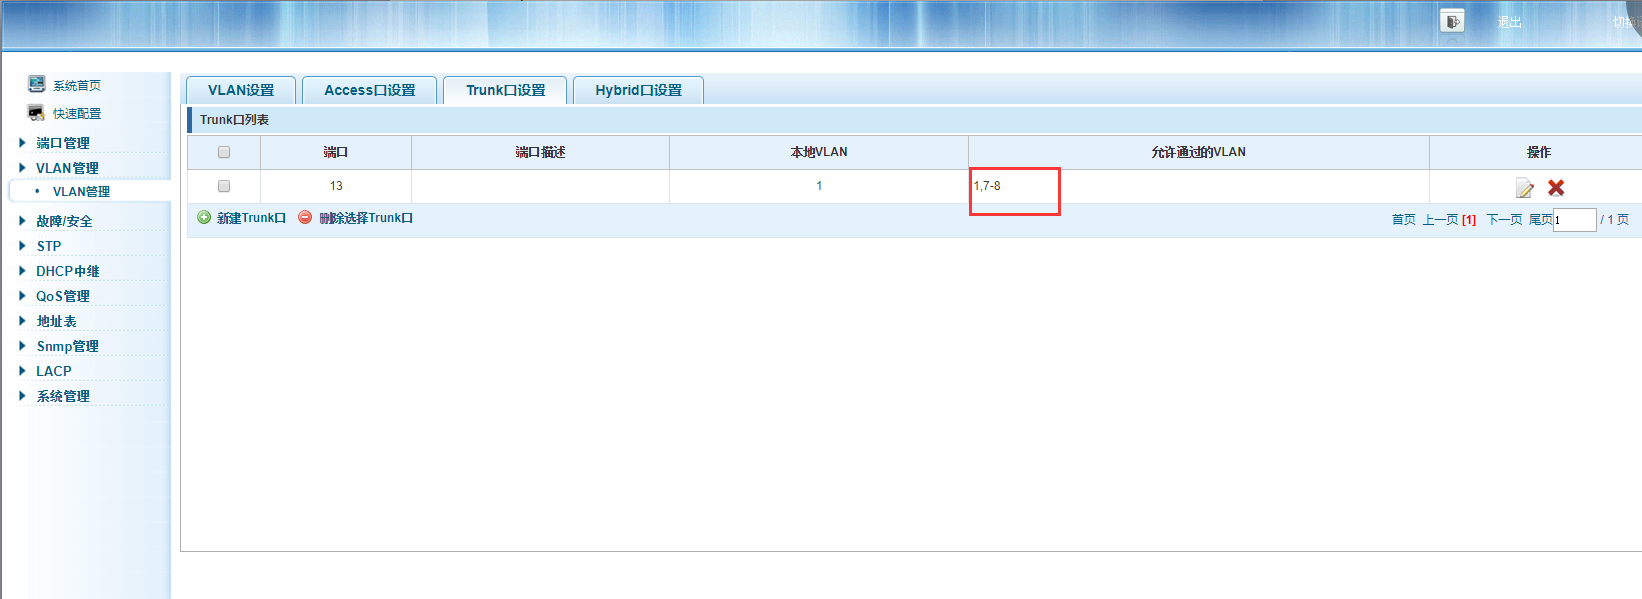 退出
切换
系统首页
快速配置
端口管理
VLAN管理
• VLAN管理
故障/安全
STP
DHCP中继
QoS管理
地址表
Snmp管理
LACP
系统管理
VLAN设置 Access口设置 Trunk口设置 Hybrid口设置
Trunk口列表
端口 端口描述 本地VLAN 允许通过的VLAN 操作
13 1 1,7-8
新建Trunk口 删除选择Trunk口
首页 上一页 [1] 下一页 尾页 1 / 1 页